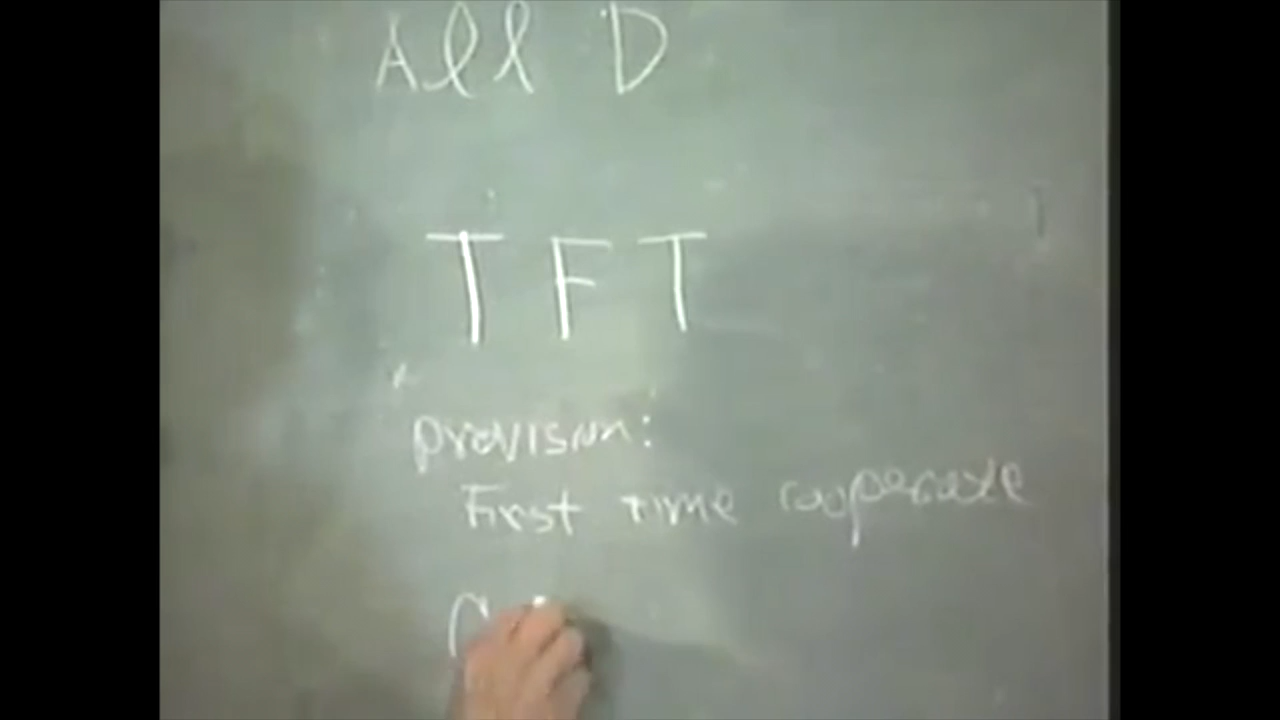 All D
TFT
provision:
First time cooperate
C